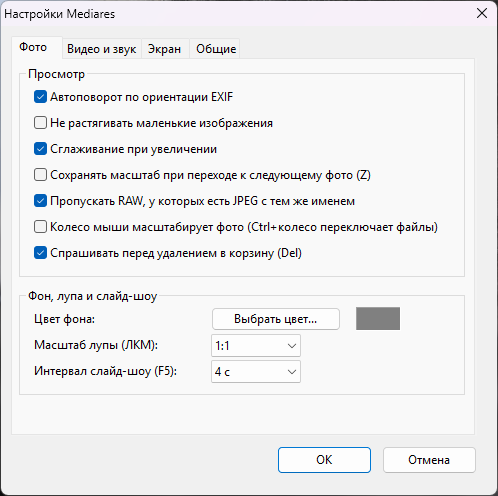 Настройки Mediares
Фото
Видео и звук
Экран
Общие
Просмотр
Автоповорот по ориентации EXIF
Не растягивать маленькие изображения
Сглаживание при увеличении
Сохранять масштаб при переходе к следующему фото (Z)
Пропускать RAW, у которых есть JPEG с тем же именем
Колесо мыши масштабирует фото (Ctrl+колесо переключает файлы)
Спрашивать перед удалением в корзину (Del)
Фон, лупа и слайд-шоу
Цвет фона:
Выбрать цвет...
Масштаб лупы (ЛКМ):
1:1
Интервал слайд-шоу (F5):
4 с
ОК
Отмена